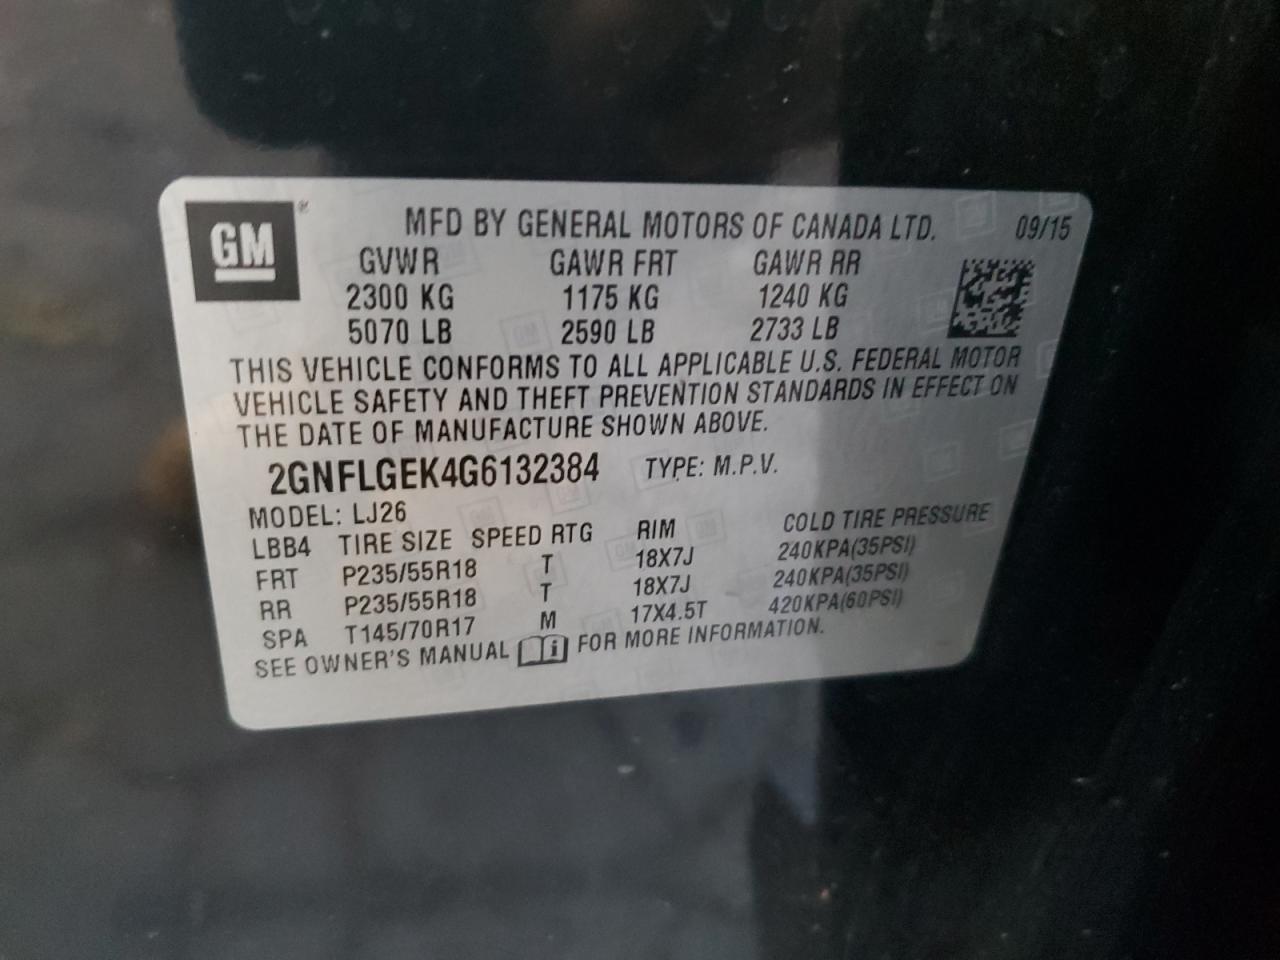 GM ®
MFD BY GENERAL MOTORS OF CANADA LTD. 09/15
GVWR GAWR FRT GAWR RR
2300 KG 1175 KG 1240 KG
5070 LB 2590 LB 2733 LB
THIS VEHICLE CONFORMS TO ALL APPLICABLE U.S. FEDERAL MOTOR
VEHICLE SAFETY AND THEFT PREVENTION STANDARDS IN EFFECT ON
THE DATE OF MANUFACTURE SHOWN ABOVE.
2GNFLGEK4G6132384 TYPE: M.P.V.
MODEL: LJ26
LBB4 TIRE SIZE SPEED RTG RIM COLD TIRE PRESSURE
FRT P235/55R18 T 18X7J 240KPA(35PSI)
RR P235/55R18 T 18X7J 240KPA(35PSI)
SPA T145/70R17 M 17X4.5T 420KPA(60PSI)
SEE OWNER'S MANUAL i FOR MORE INFORMATION.